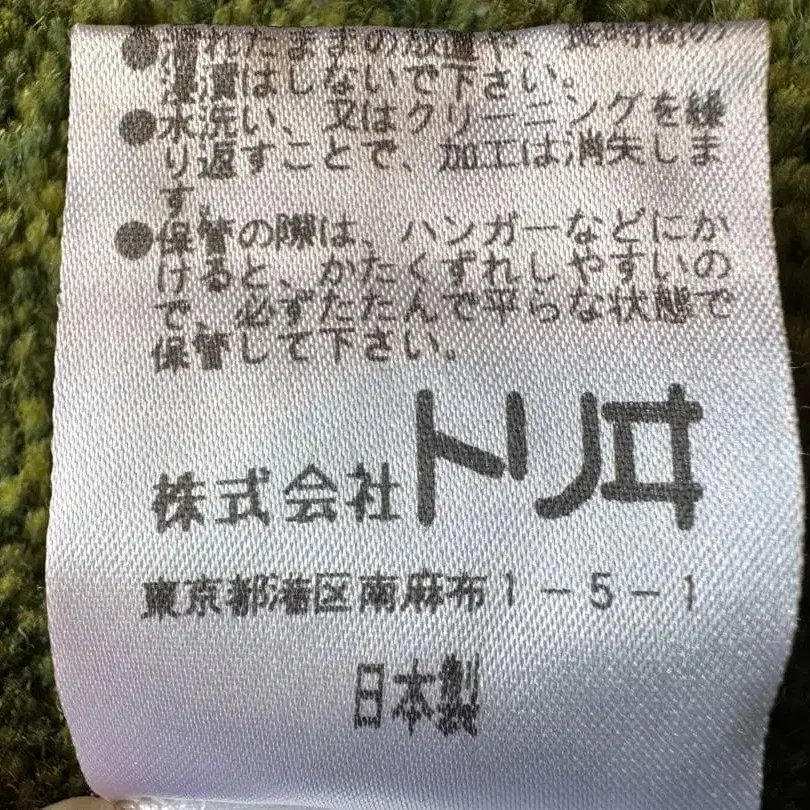 ●濡れたままの放置や、長時間の
浸漬はしないで下さい。
●水洗い、又はクリーニングを繰
り返すことで、加工は消失しま
す。
●保管の際は、ハンガーなどにか
けると、かたくずれしやすいの
で、必ずたたんで平らな状態で
保管して下さい。
株式会社トリヰ
東京都港区南麻布1-5-1
日本製